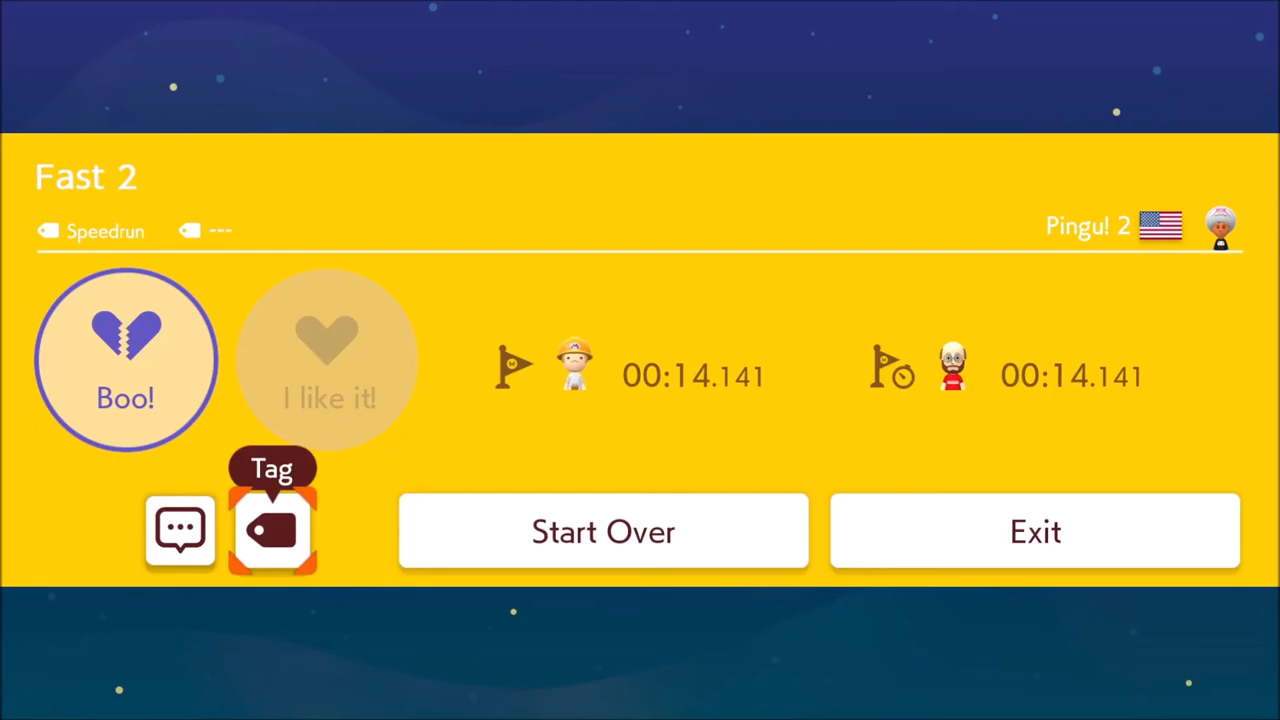 Fast 2
Speedrun
---
Pingu! 2
Boo!
I like it!
00:14.141
00:14.141
Tag
Start Over
Exit